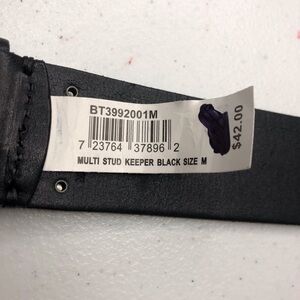 BT3992001M
$42.00
7 23764 37896 2
MULTI STUD KEEPER BLACK SIZE M